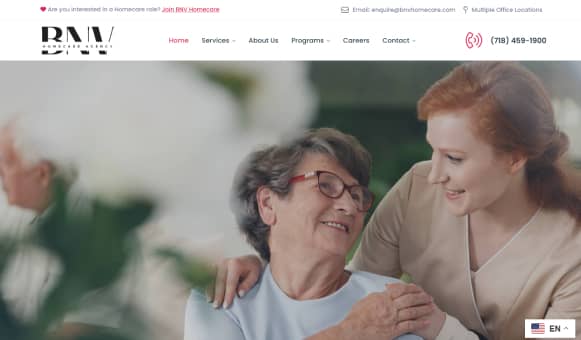 Are you interested in a Homecare role? Join BNV Homecare
Email: enquire@bnvhomecare.com
Multiple Office Locations
BNV
HOMECARE AGENCY
Home
Services
About Us
Programs
Careers
Contact
(718) 459-1900
EN